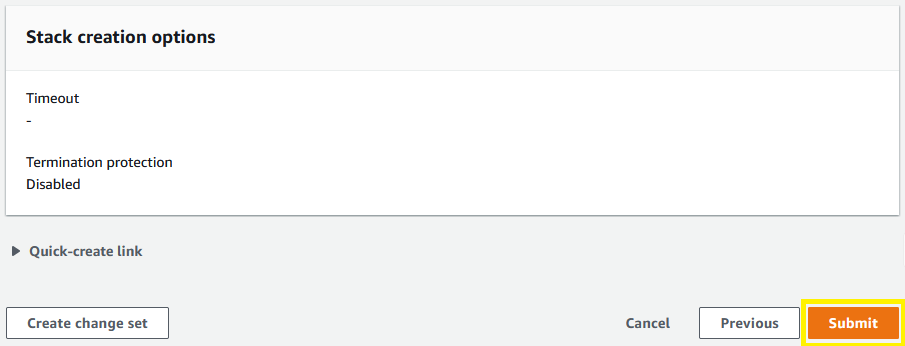 Stack creation options
Timeout
-
Termination protection
Disabled
Quick-create link
Create change set
Cancel
Previous
Submit